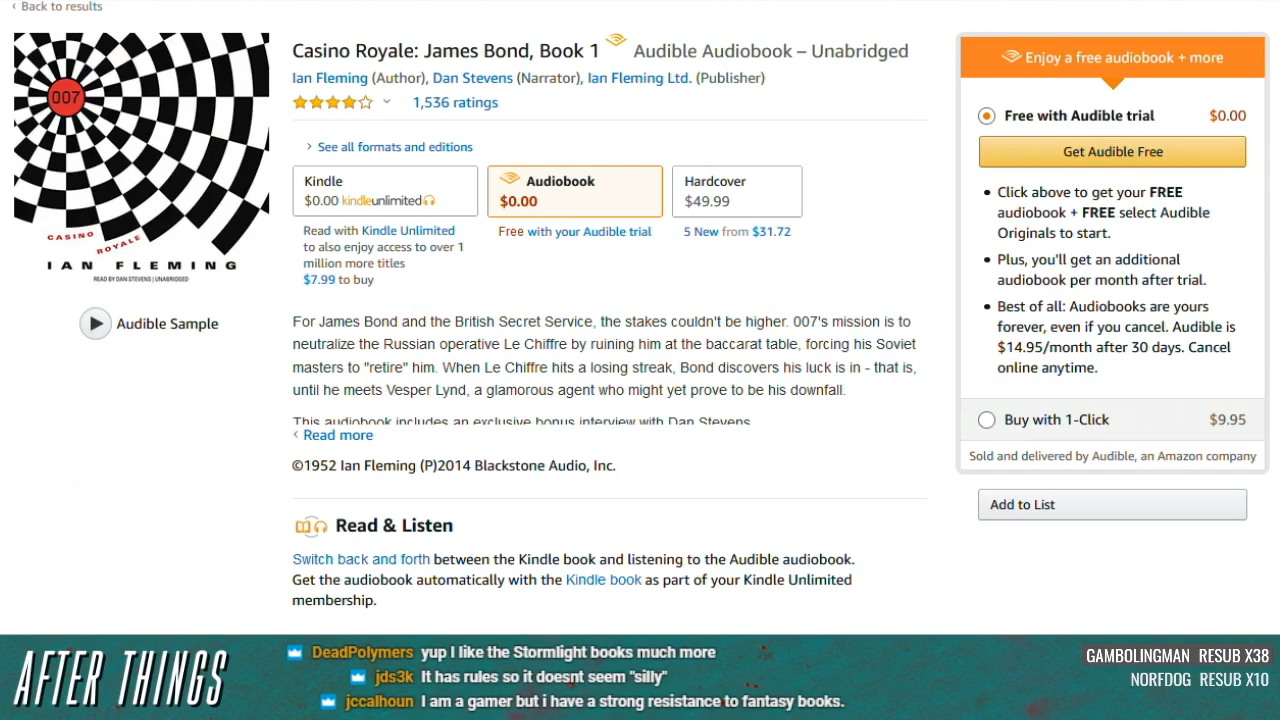 ‹ Back to results
007
CASINO ROYALE
IAN FLEMING
READ BY DAN STEVENS | UNABRIDGED
Audible Sample
Casino Royale: James Bond, Book 1 Audible Audiobook – Unabridged
Ian Fleming (Author), Dan Stevens (Narrator), Ian Fleming Ltd. (Publisher)
1,536 ratings
› See all formats and editions
Kindle
$0.00 kindleunlimited
Read with Kindle Unlimited
to also enjoy access to over 1
million more titles
$7.99 to buy
Audiobook
$0.00
Free with your Audible trial
Hardcover
$49.99
5 New from $31.72
For James Bond and the British Secret Service, the stakes couldn't be higher. 007's mission is to
neutralize the Russian operative Le Chiffre by ruining him at the baccarat table, forcing his Soviet
masters to "retire" him. When Le Chiffre hits a losing streak, Bond discovers his luck is in - that is,
until he meets Vesper Lynd, a glamorous agent who might yet prove to be his downfall.
This audiobook includes an exclusive bonus interview with Dan Stevens
‹ Read more
©1952 Ian Fleming (P)2014 Blackstone Audio, Inc.
Read & Listen
Switch back and forth between the Kindle book and listening to the Audible audiobook.
Get the audiobook automatically with the Kindle book as part of your Kindle Unlimited
membership.
Enjoy a free audiobook + more
Free with Audible trial $0.00
Get Audible Free
• Click above to get your FREE
audiobook + FREE select Audible
Originals to start.
• Plus, you'll get an additional
audiobook per month after trial.
• Best of all: Audiobooks are yours
forever, even if you cancel. Audible is
$14.95/month after 30 days. Cancel
online anytime.
Buy with 1-Click $9.95
Sold and delivered by Audible, an Amazon company
Add to List
AFTER THINGS
DeadPolymers yup I like the Stormlight books much more
jds3k It has rules so it doesnt seem "silly"
jccalhoun I am a gamer but i have a strong resistance to fantasy books.
GAMBOLINGMAN RESUB X38
NORFDOG RESUB X10